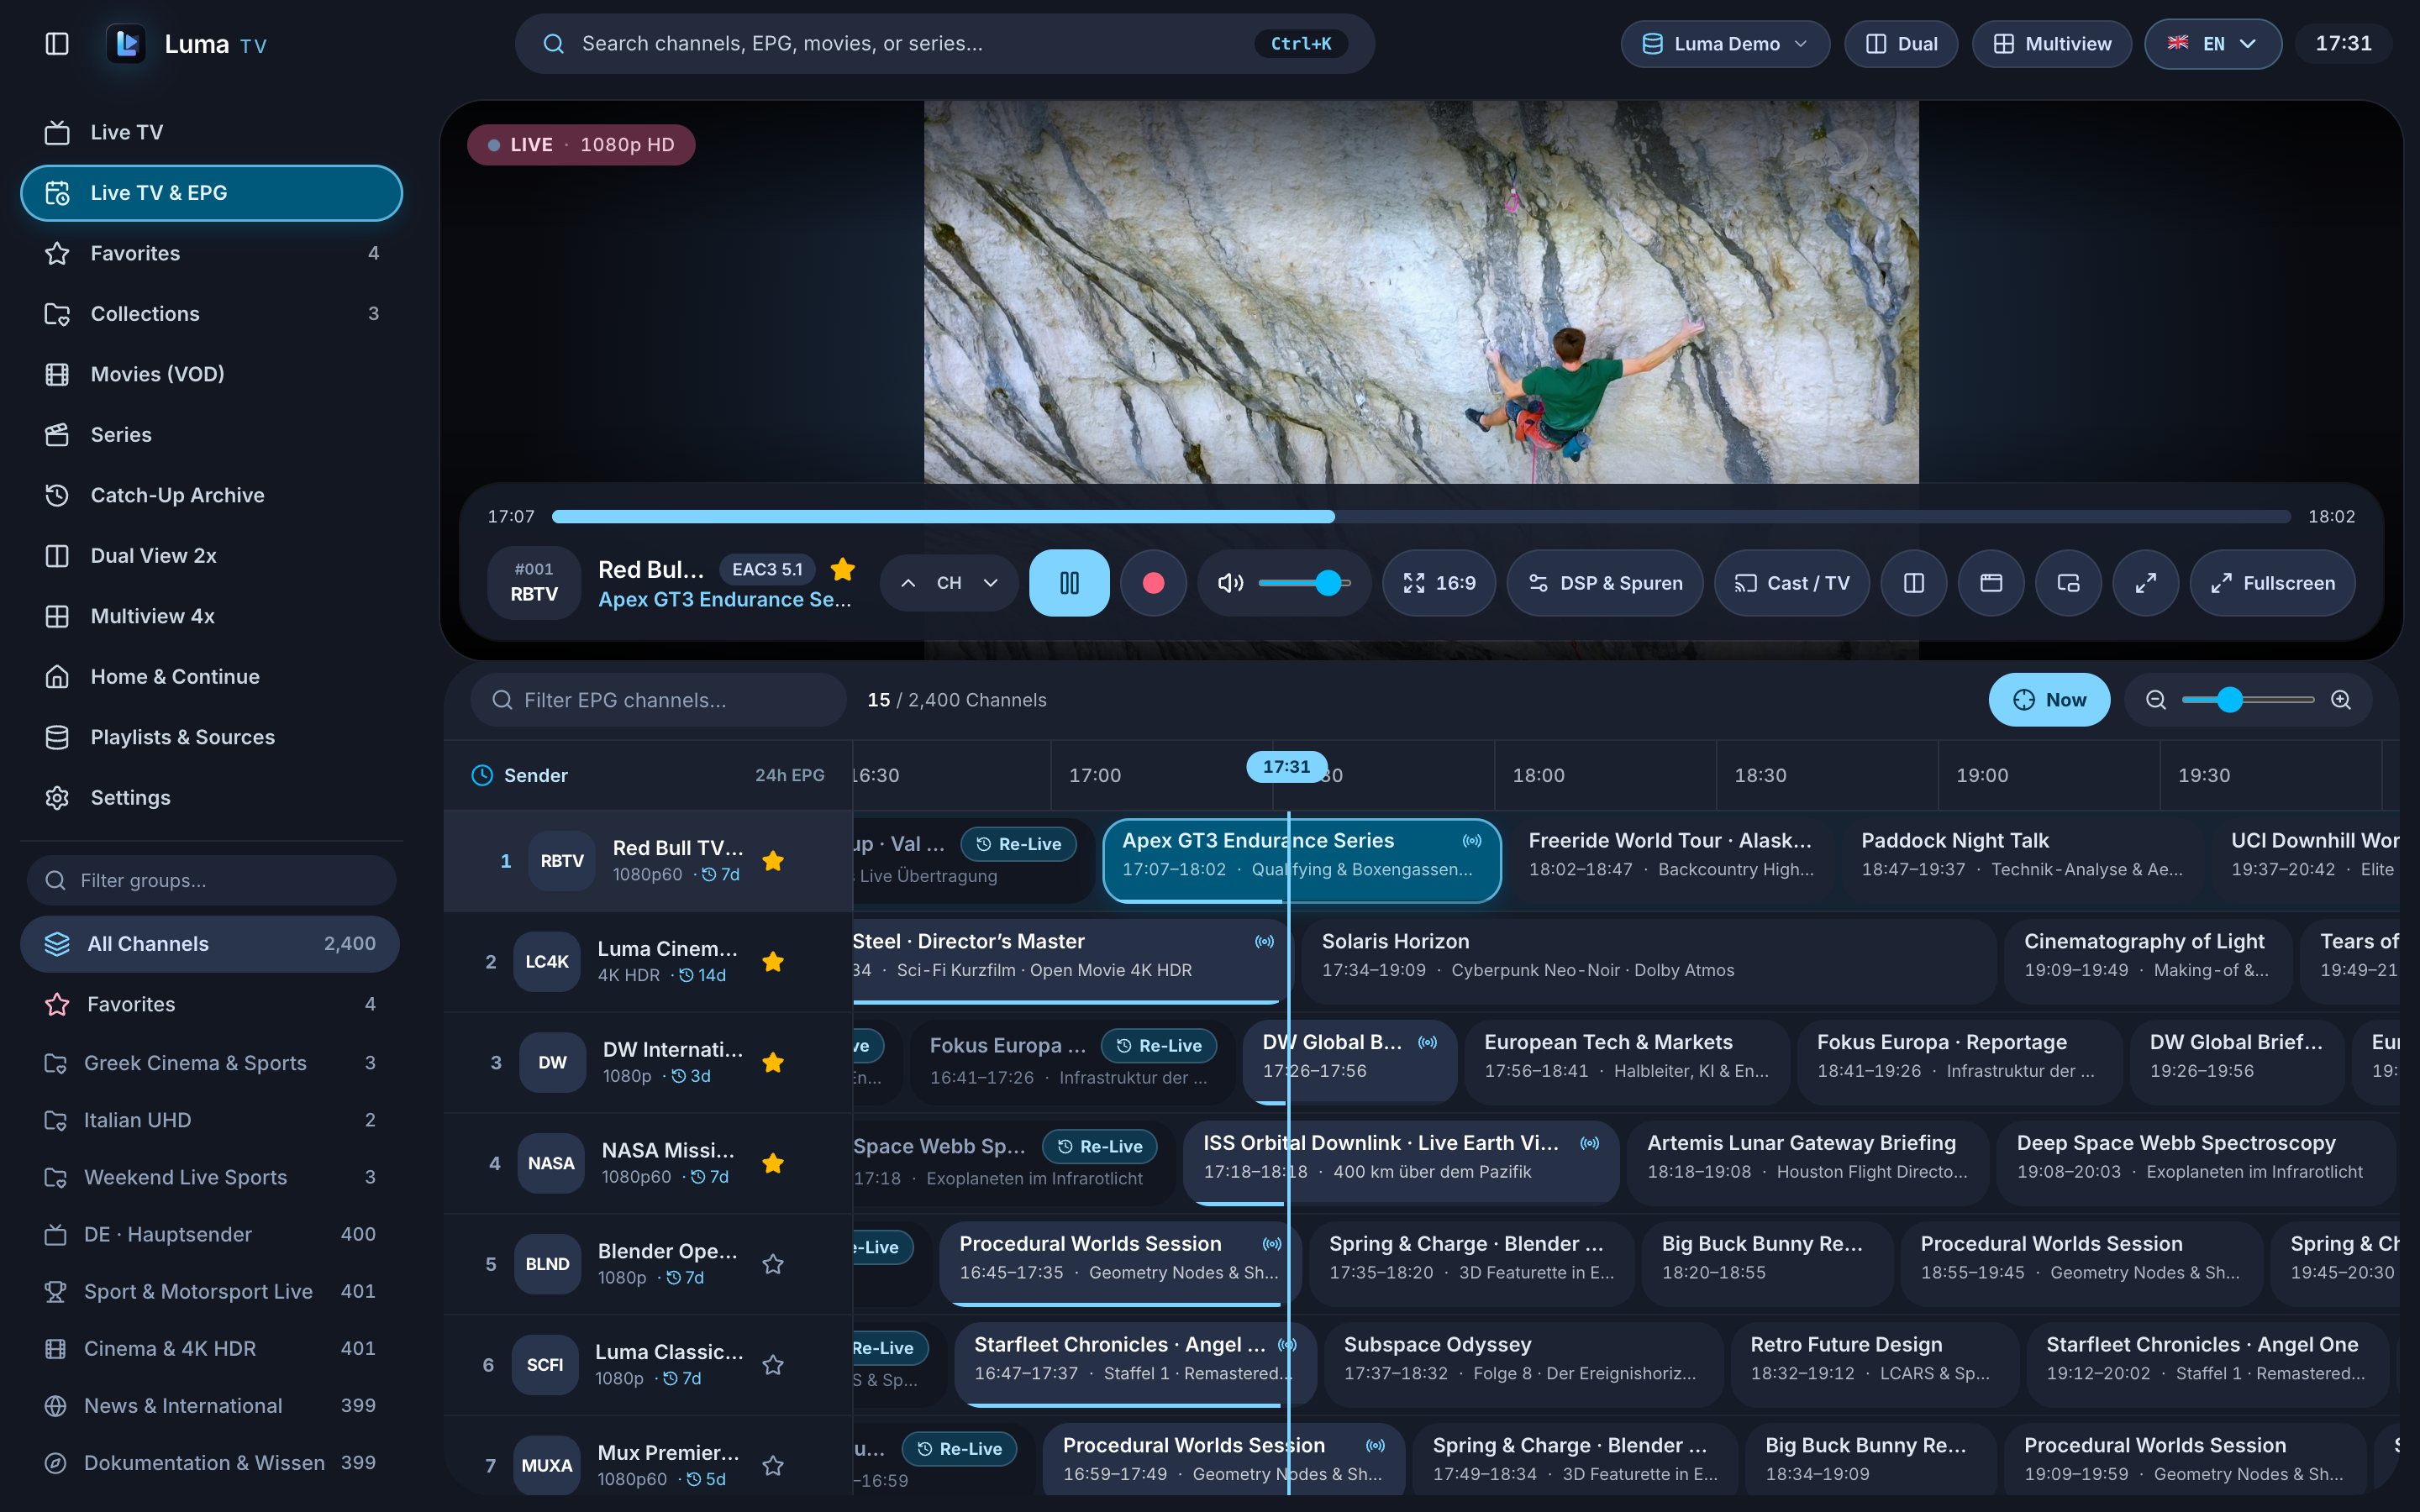 Luma TV
Search channels, EPG, movies, or series...
Ctrl+K
Luma Demo
Dual
Multiview
EN
17:31
Live TV
Live TV & EPG
Favorites 4
Collections 3
Movies (VOD)
Series
Catch-Up Archive
Dual View 2x
Multiview 4x
Home & Continue
Playlists & Sources
Settings
Filter groups...
All Channels 2,400
Favorites 4
Greek Cinema & Sports 3
Italian UHD 2
Weekend Live Sports 3
DE · Hauptsender 400
Sport & Motorsport Live 401
Cinema & 4K HDR 401
News & International 399
Dokumentation & Wissen 399
LIVE · 1080p HD
17:07
18:02
#001
RBTV
Red Bul... EAC3 5.1
Apex GT3 Endurance Se...
CH
16:9
DSP & Spuren
Cast / TV
Fullscreen
Filter EPG channels...
15 / 2,400 Channels
Now
Sender 24h EPG
16:30 17:00 17:31 18:00 18:30 19:00 19:30
1 RBTV Red Bull TV...
1080p60 · 7d
up · Val ... Re-Live
Live Übertragung
Apex GT3 Endurance Series
17:07–18:02 · Qualifying & Boxengassen...
Freeride World Tour · Alask...
18:02–18:47 · Backcountry High...
Paddock Night Talk
18:47–19:37 · Technik-Analyse & Ae...
UCI Downhill Wor
19:37–20:42 · Elite
2 LC4K Luma Cinem...
4K HDR · 14d
Steel · Director’s Master
34 · Sci-Fi Kurzfilm · Open Movie 4K HDR
Solaris Horizon
17:34–19:09 · Cyberpunk Neo-Noir · Dolby Atmos
Cinematography of Light
19:09–19:49 · Making-of &...
Tears of
19:49–21
3 DW DW Internati...
1080p · 3d
ve
En...
Fokus Europa ... Re-Live
16:41–17:26 · Infrastruktur der ...
DW Global B...
17:26–17:56
European Tech & Markets
17:56–18:41 · Halbleiter, KI & En...
Fokus Europa · Reportage
18:41–19:26 · Infrastruktur der ...
DW Global Brief...
19:26–19:56
Eur
19:
4 NASA NASA Missi...
1080p60 · 7d
Space Webb Sp... Re-Live
17:18 · Exoplaneten im Infrarotlicht
ISS Orbital Downlink · Live Earth Vi...
17:18–18:18 · 400 km über dem Pazifik
Artemis Lunar Gateway Briefing
18:18–19:08 · Houston Flight Directo...
Deep Space Webb Spectroscopy
19:08–20:03 · Exoplaneten im Infrarotlicht
5 BLND Blender Ope...
1080p · 7d
e-Live
Procedural Worlds Session
16:45–17:35 · Geometry Nodes & Sh...
Spring & Charge · Blender ...
17:35–18:20 · 3D Featurette in E...
Big Buck Bunny Re...
18:20–18:55
Procedural Worlds Session
18:55–19:45 · Geometry Nodes & Sh...
Spring & Ch
19:45–20:30
6 SCFI Luma Classic...
1080p · 7d
Re-Live
S & Sp...
Starfleet Chronicles · Angel ...
16:47–17:37 · Staffel 1 · Remastered...
Subspace Odyssey
17:37–18:32 · Folge 8 · Der Ereignishoriz...
Retro Future Design
18:32–19:12 · LCARS & Sp...
Starfleet Chronicles · Angel One
19:12–20:02 · Staffel 1 · Remastered...
7 MUXA Mux Premier...
1080p60 · 5d
u... Re-Live
–16:59
Procedural Worlds Session
16:59–17:49 · Geometry Nodes & Sh...
Spring & Charge · Blender ...
17:49–18:34 · 3D Featurette in E...
Big Buck Bunny Re...
18:34–19:09
Procedural Worlds Session
19:09–19:59 · Geometry Nodes & Sh...